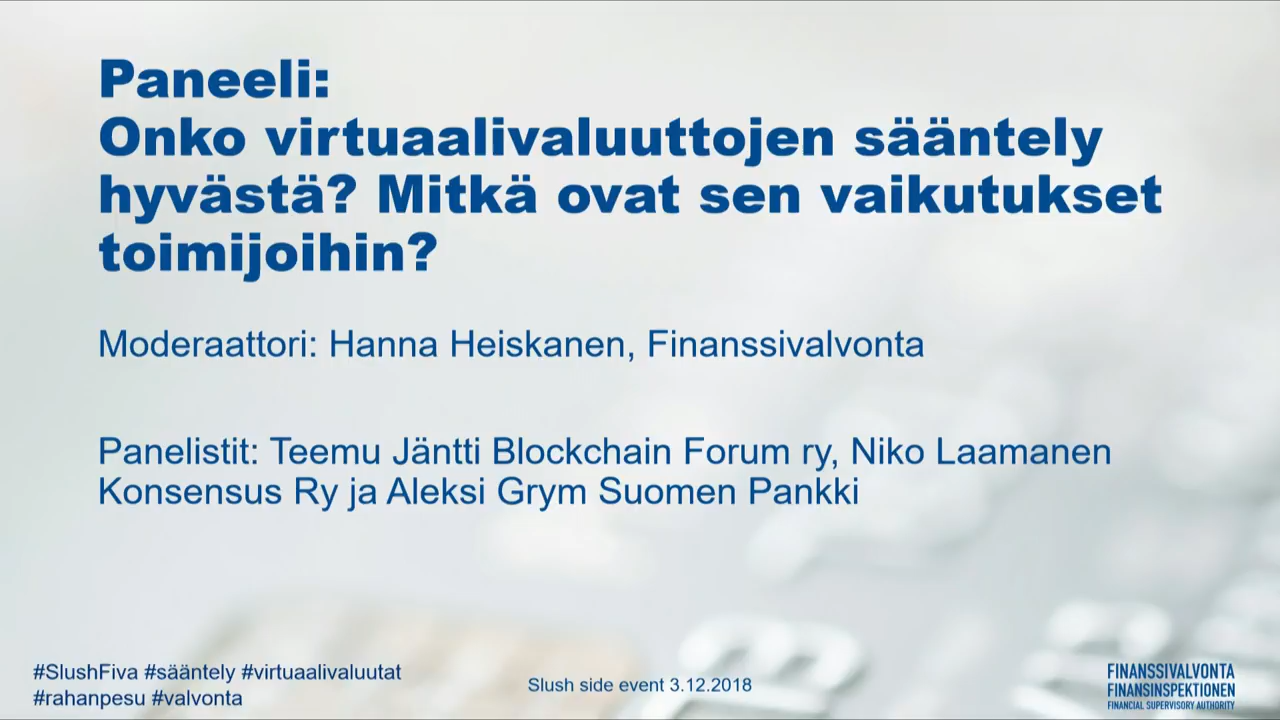 Paneeli:
Onko virtuaalivaluuttojen sääntely
hyvästä? Mitkä ovat sen vaikutukset
toimijoihin?
Moderaattori: Hanna Heiskanen, Finanssivalvonta
Panelistit: Teemu Jäntti Blockchain Forum ry, Niko Laamanen
Konsensus Ry ja Aleksi Grym Suomen Pankki
#SlushFiva #sääntely #virtuaalivaluutat
#rahanpesu #valvonta
Slush side event 3.12.2018
FINANSSIVALVONTA
FINANSINSPEKTIONEN
FINANCIAL SUPERVISORY AUTHORITY